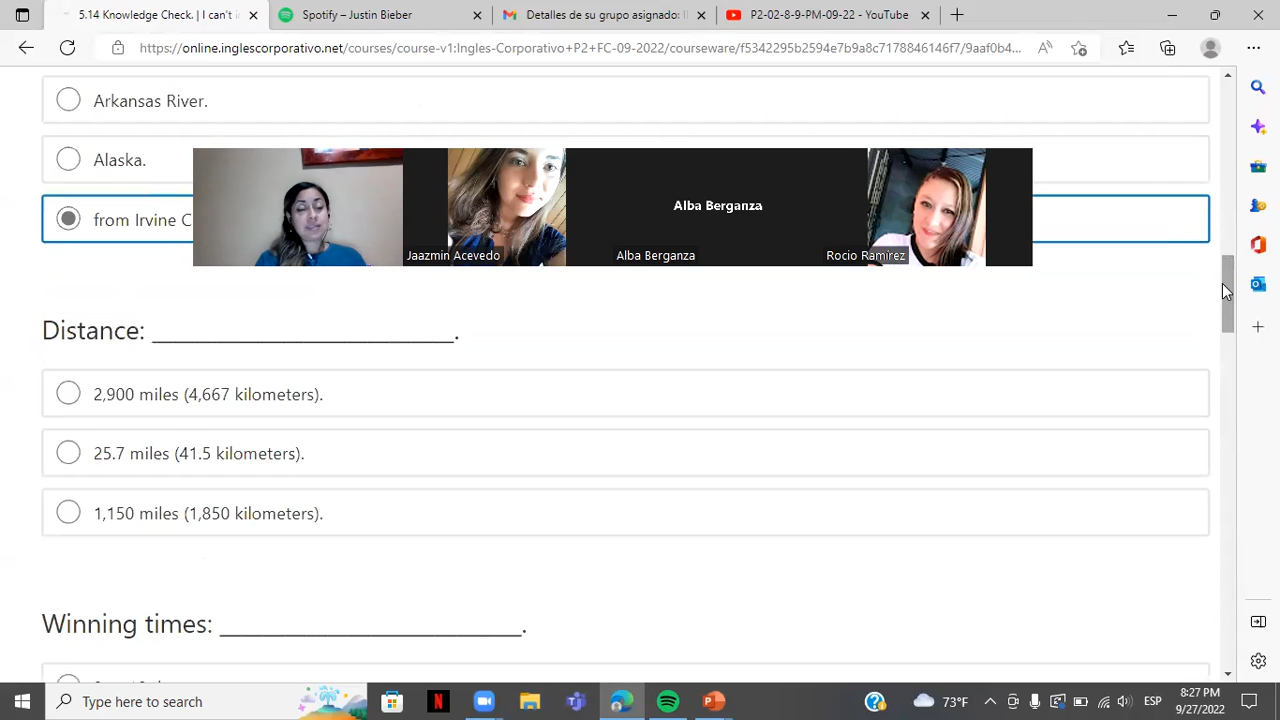 5.14 Knowledge Check. | I can't i
Spotify – Justin Bieber
Detalles de su grupo asignado: I
P2-02-8-9-PM-09-22 - YouTube
https://online.inglescorporativo.net/courses/course-v1:Ingles-Corporativo+P2+FC-09-2022/courseware/f5342295b2594e7b9a8c7178846146f7/9aaf0b4...
Arkansas River.
Alaska.
from Irvine C
Alba Berganza
Jaazmin Acevedo
Alba Berganza
Rocio Ramírez
Distance: ______________________________.
2,900 miles (4,667 kilometers).
25.7 miles (41.5 kilometers).
1,150 miles (1,850 kilometers).
Winning times: ______________________________.
Type here to search
73°F
ESP
8:27 PM
9/27/2022